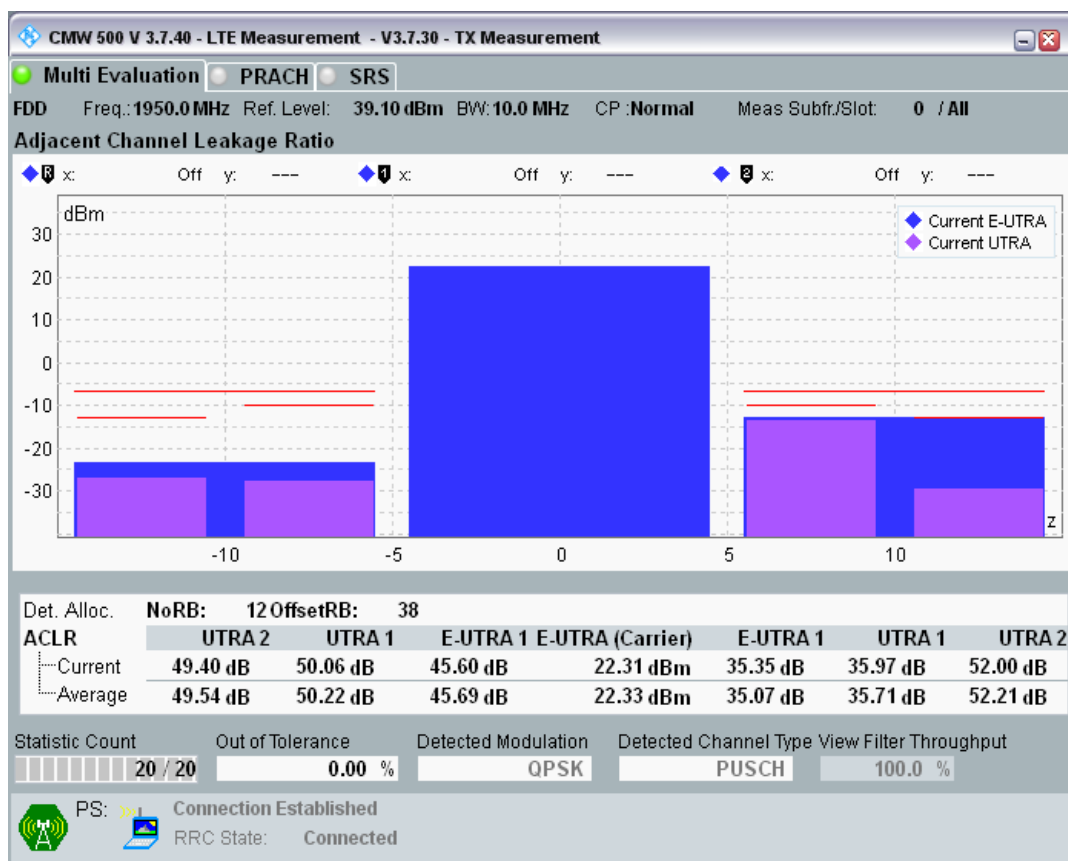 CMW 500 V 3.7.40 - LTE Measurement - V3.7.30 - TX Measurement
Multi Evaluation PRACH SRS
FDD Freq.: 1950.0 MHz Ref. Level: 39.10 dBm BW: 10.0 MHz CP :Normal Meas Subfr./Slot: 0 / All
Adjacent Channel Leakage Ratio
R x: Off y: --- 1 x: Off y: --- 2 x: Off y: ---
dBm
Current E-UTRA
Current UTRA
30
20
10
0
-10
-20
-30
z
-10 -5 0 5 10
Det. Alloc. NoRB: 12 OffsetRB: 38
ACLR UTRA 2 UTRA 1 E-UTRA 1 E-UTRA (Carrier) E-UTRA 1 UTRA 1 UTRA 2
Current 49.40 dB 50.06 dB 45.60 dB 22.31 dBm 35.35 dB 35.97 dB 52.00 dB
Average 49.54 dB 50.22 dB 45.69 dB 22.33 dBm 35.07 dB 35.71 dB 52.21 dB
Statistic Count Out of Tolerance Detected Modulation Detected Channel Type View Filter Throughput
20 / 20 0.00 % QPSK PUSCH 100.0 %
PS: Connection Established
RRC State: Connected